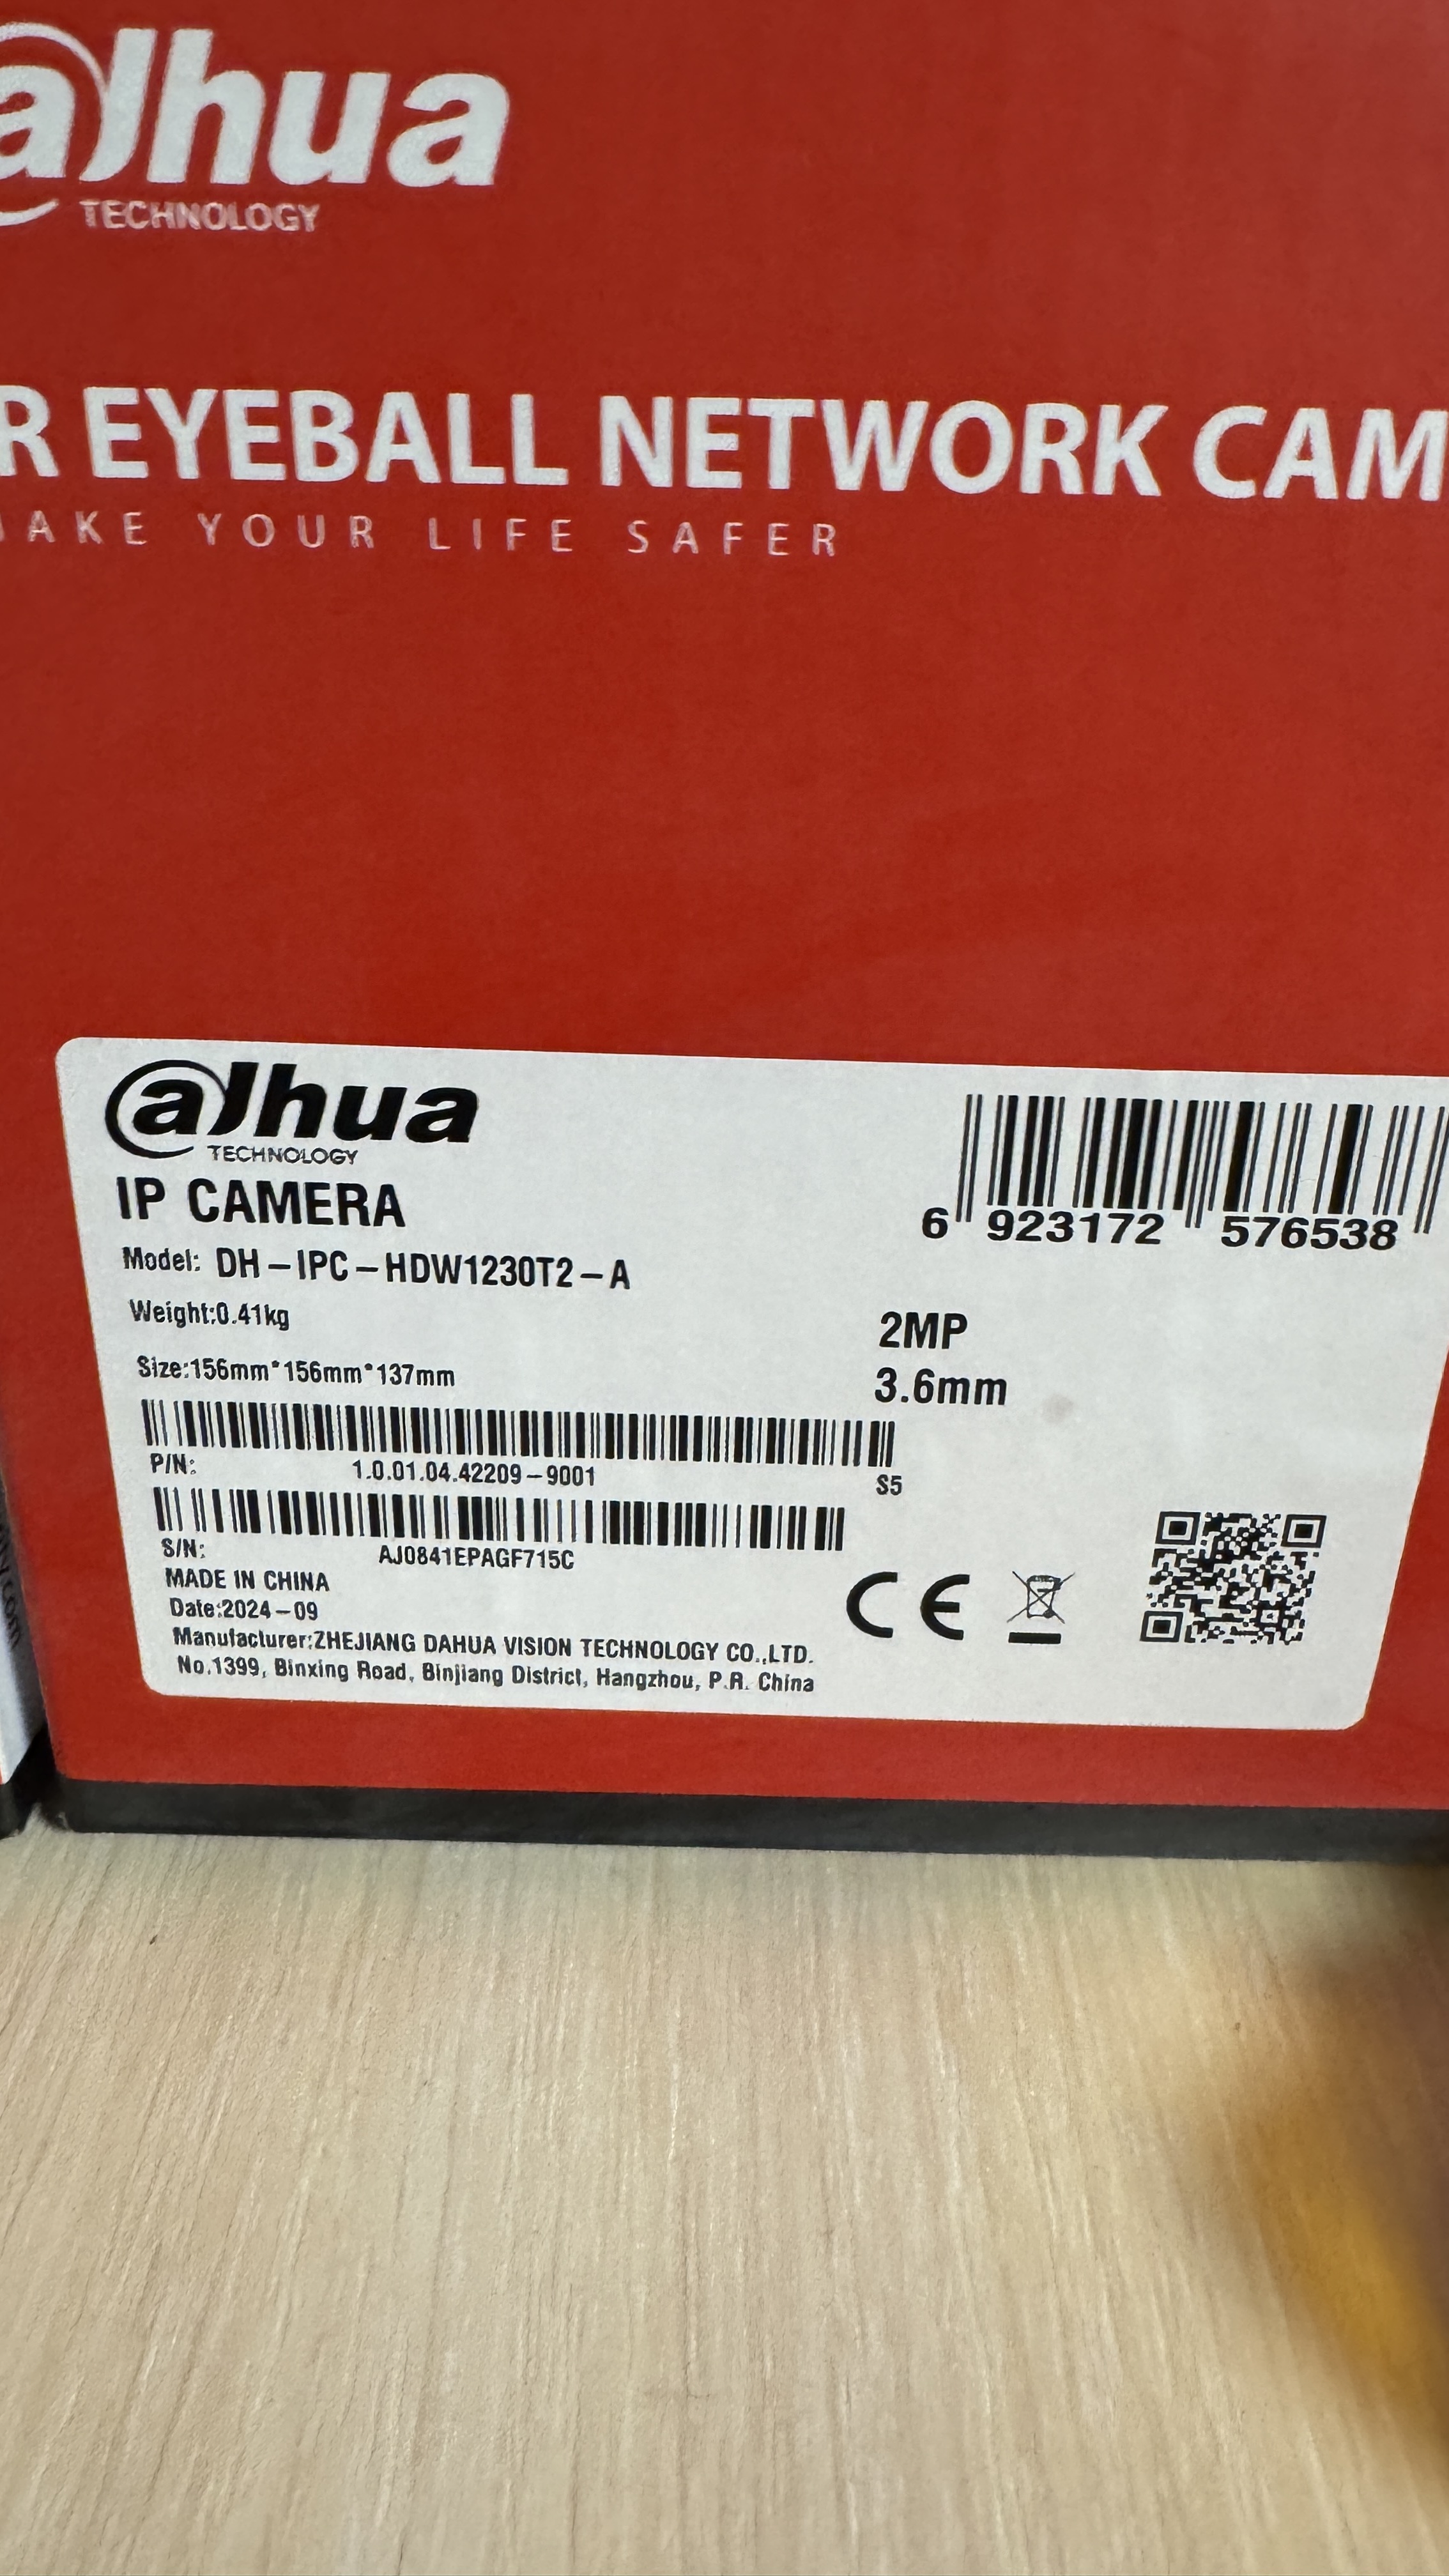 alhua
TECHNOLOGY
R EYEBALL NETWORK CAM
MAKE YOUR LIFE SAFER
alhua
TECHNOLOGY
IP CAMERA
6 923172 576538
Model: DH-IPC-HDW1230T2-A
Weight:0.41kg
2MP
Size:156mm*156mm*137mm
3.6mm
P/N: 1.0.01.04.42209-9001 S5
S/N: AJ0841EPAGF715C
MADE IN CHINA
Date:2024-09
CE
Manufacturer:ZHEJIANG DAHUA VISION TECHNOLOGY CO.,LTD.
No.1399, Binxing Road, Binjiang District, Hangzhou, P.R. China